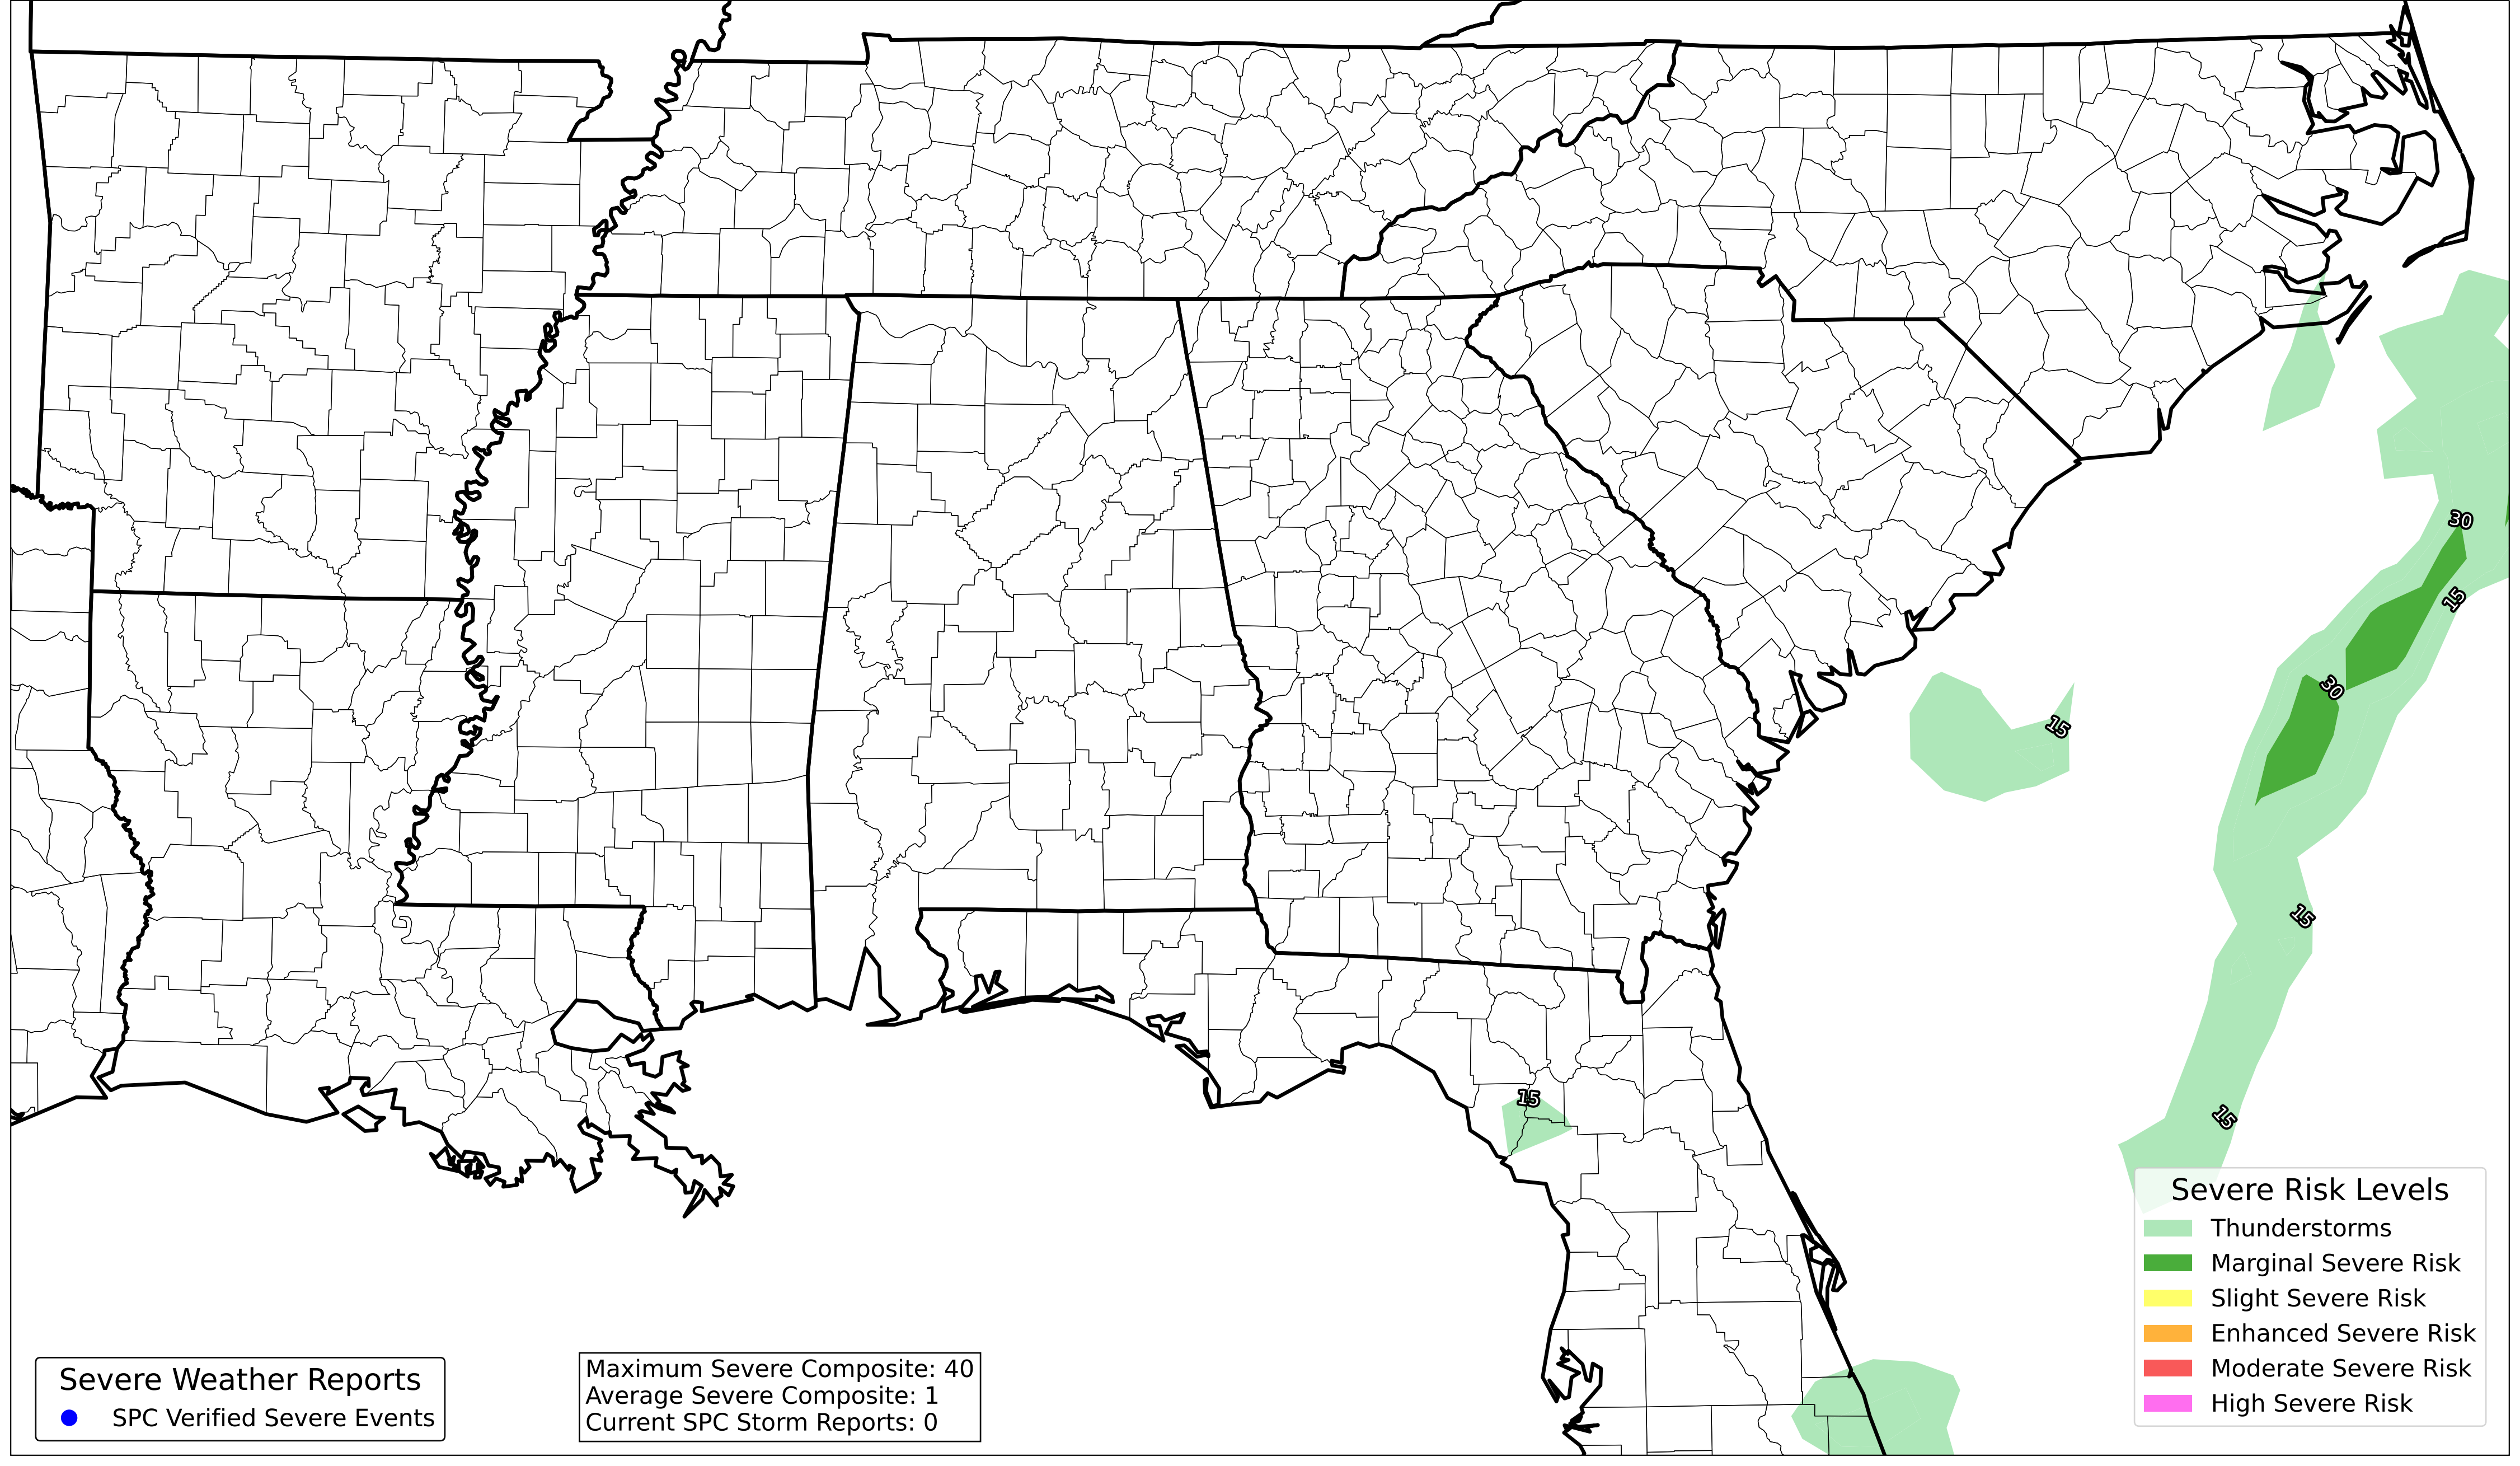 30
15
30
15
15
15
15
Severe Risk Levels
Thunderstorms
Marginal Severe Risk
Slight Severe Risk
Enhanced Severe Risk
Moderate Severe Risk
High Severe Risk
Severe Weather Reports
SPC Verified Severe Events
Maximum Severe Composite: 40
Average Severe Composite: 1
Current SPC Storm Reports: 0